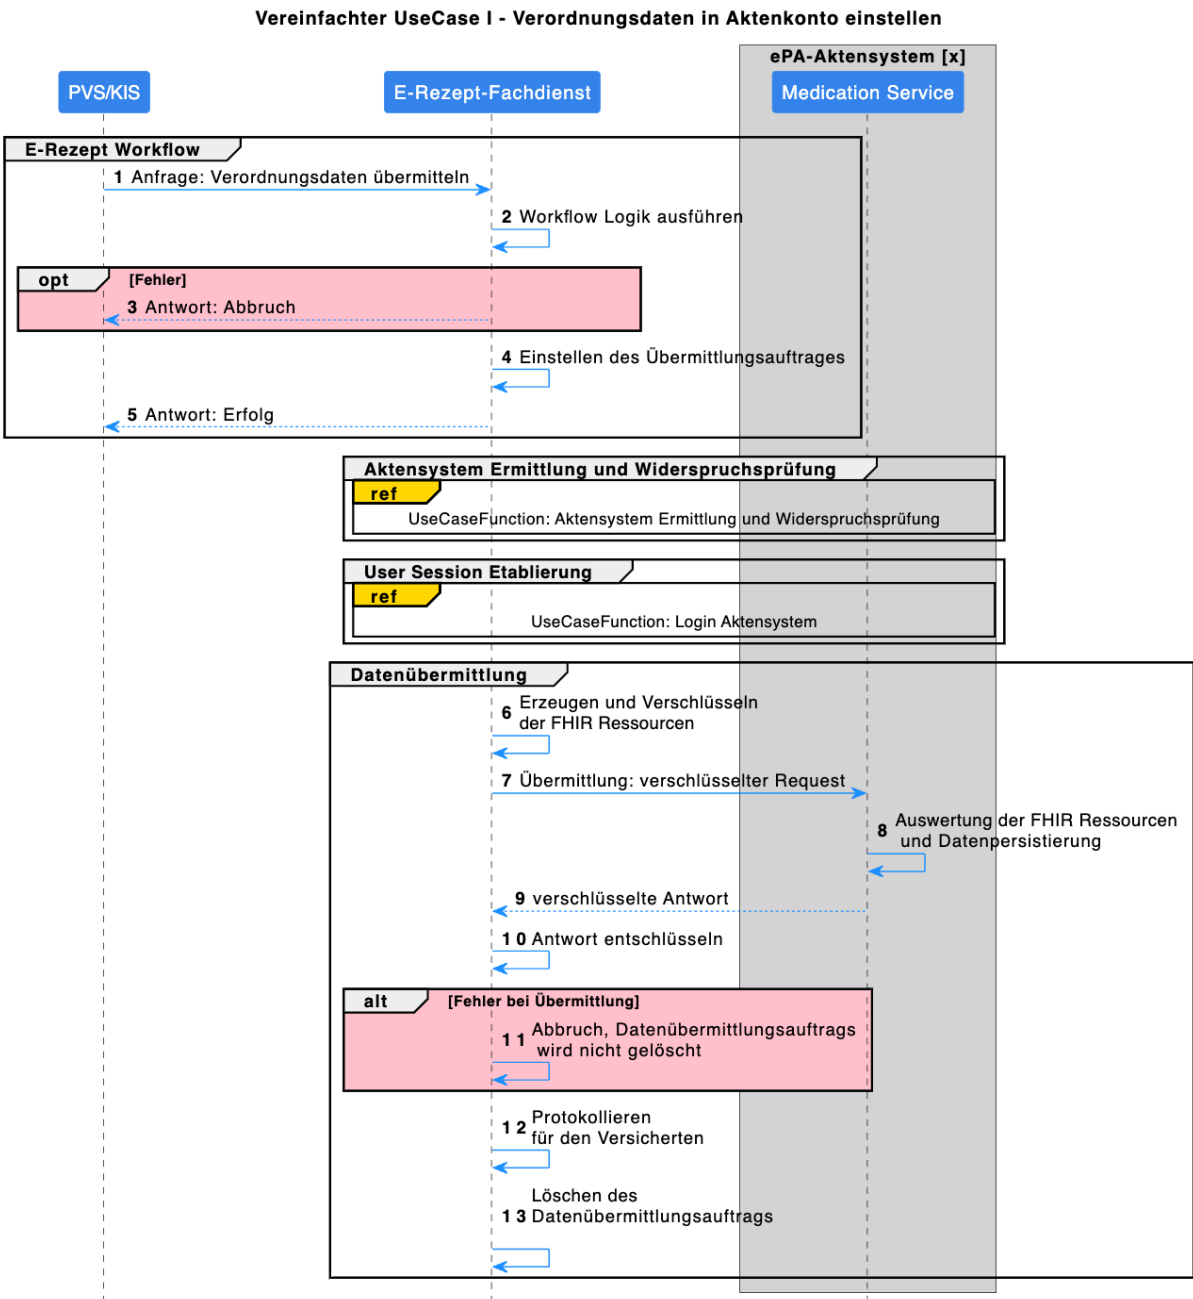 Vereinfachter UseCase I - Verordnungsdaten in Aktenkonto einstellen
ePA-Aktensystem [x]
PVS/KIS
E-Rezept-Fachdienst
Medication Service
E-Rezept Workflow
1 Anfrage: Verordnungsdaten übermitteln
2 Workflow Logik ausführen
opt [Fehler]
3 Antwort: Abbruch
4 Einstellen des Übermittlungsauftrages
5 Antwort: Erfolg
Aktensystem Ermittlung und Widerspruchsprüfung
ref
UseCaseFunction: Aktensystem Ermittlung und Widerspruchsprüfung
User Session Etablierung
ref
UseCaseFunction: Login Aktensystem
Datenübermittlung
6 Erzeugen und Verschlüsseln
der FHIR Ressourcen
7 Übermittlung: verschlüsselter Request
8 Auswertung der FHIR Ressourcen
und Datenpersistierung
9 verschlüsselte Antwort
10 Antwort entschlüsseln
alt [Fehler bei Übermittlung]
11 Abbruch, Datenübermittlungsauftrags
wird nicht gelöscht
12 Protokollieren
für den Versicherten
Löschen des
13 Datenübermittlungsauftrags